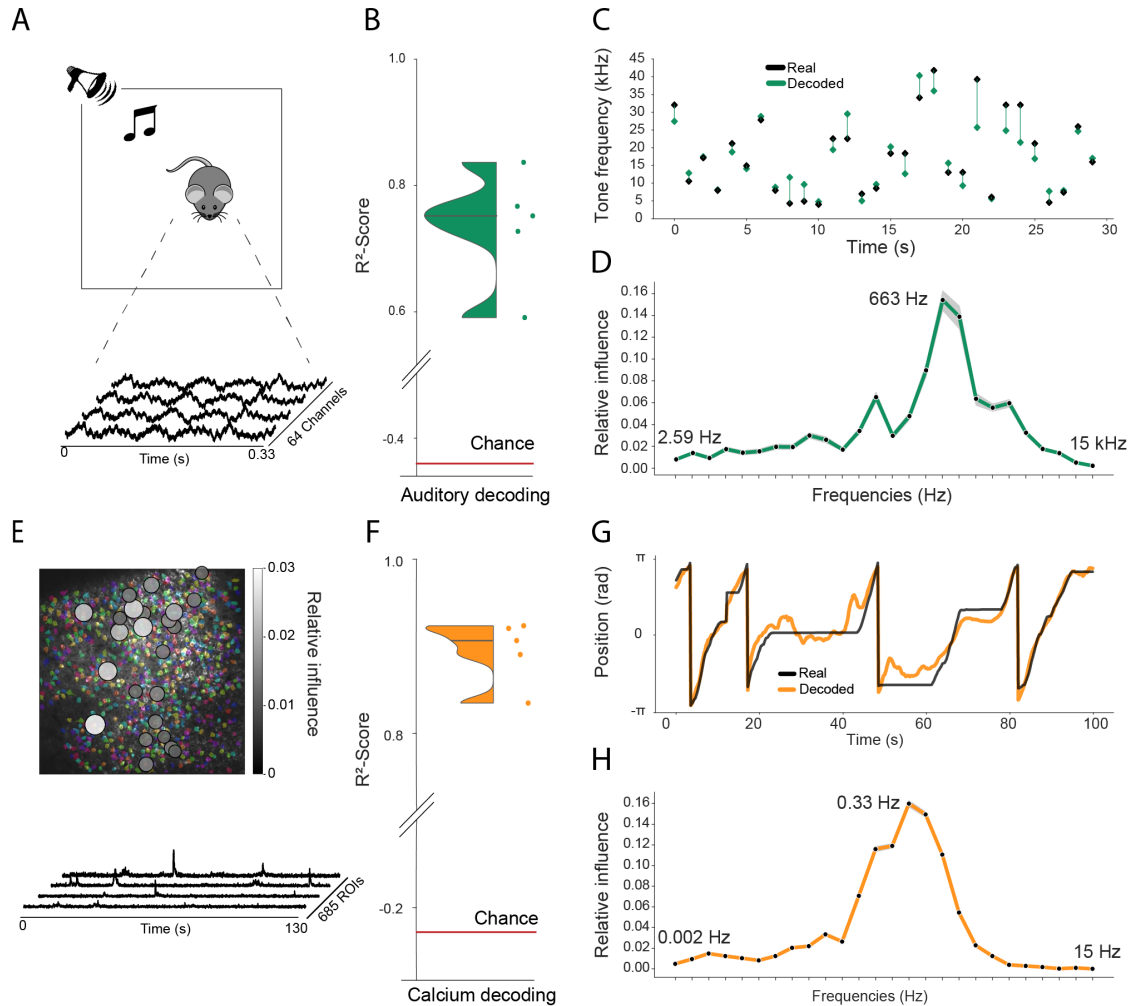 A
0
Time (s)
0.33
64 Channels
B
1.0
0.8
0.6
-0.4
R²-Score
Chance
Auditory decoding
C
45
40
35
30
25
20
15
10
5
0
Tone frequency (kHz)
Real
Decoded
0
5
10
15
20
25
30
Time (s)
D
0.16
0.14
0.12
0.10
0.08
0.06
0.04
0.02
0.00
Relative influence
663 Hz
2.59 Hz
15 kHz
Frequencies (Hz)
E
0.03
0.02
0.01
0
Relative influence
0
Time (s)
130
685 ROIs
F
1.0
0.8
-0.2
R²-Score
Chance
Calcium decoding
G
π
0
-π
Position (rad)
Real
Decoded
20
40
60
80
100
Time (s)
H
0.16
0.14
0.12
0.10
0.08
0.06
0.04
0.02
0.00
Relative influence
0.33 Hz
0.002 Hz
15 Hz
Frequencies (Hz)